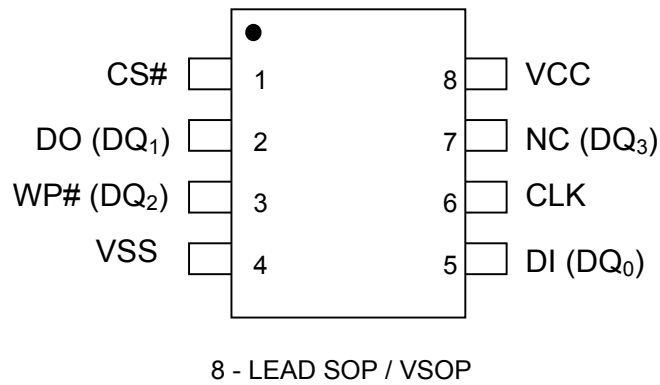 CS# 1 8 VCC
DO (DQ₁) 2 7 NC (DQ₃)
WP# (DQ₂) 3 6 CLK
VSS 4 5 DI (DQ₀)
8 - LEAD SOP / VSOP